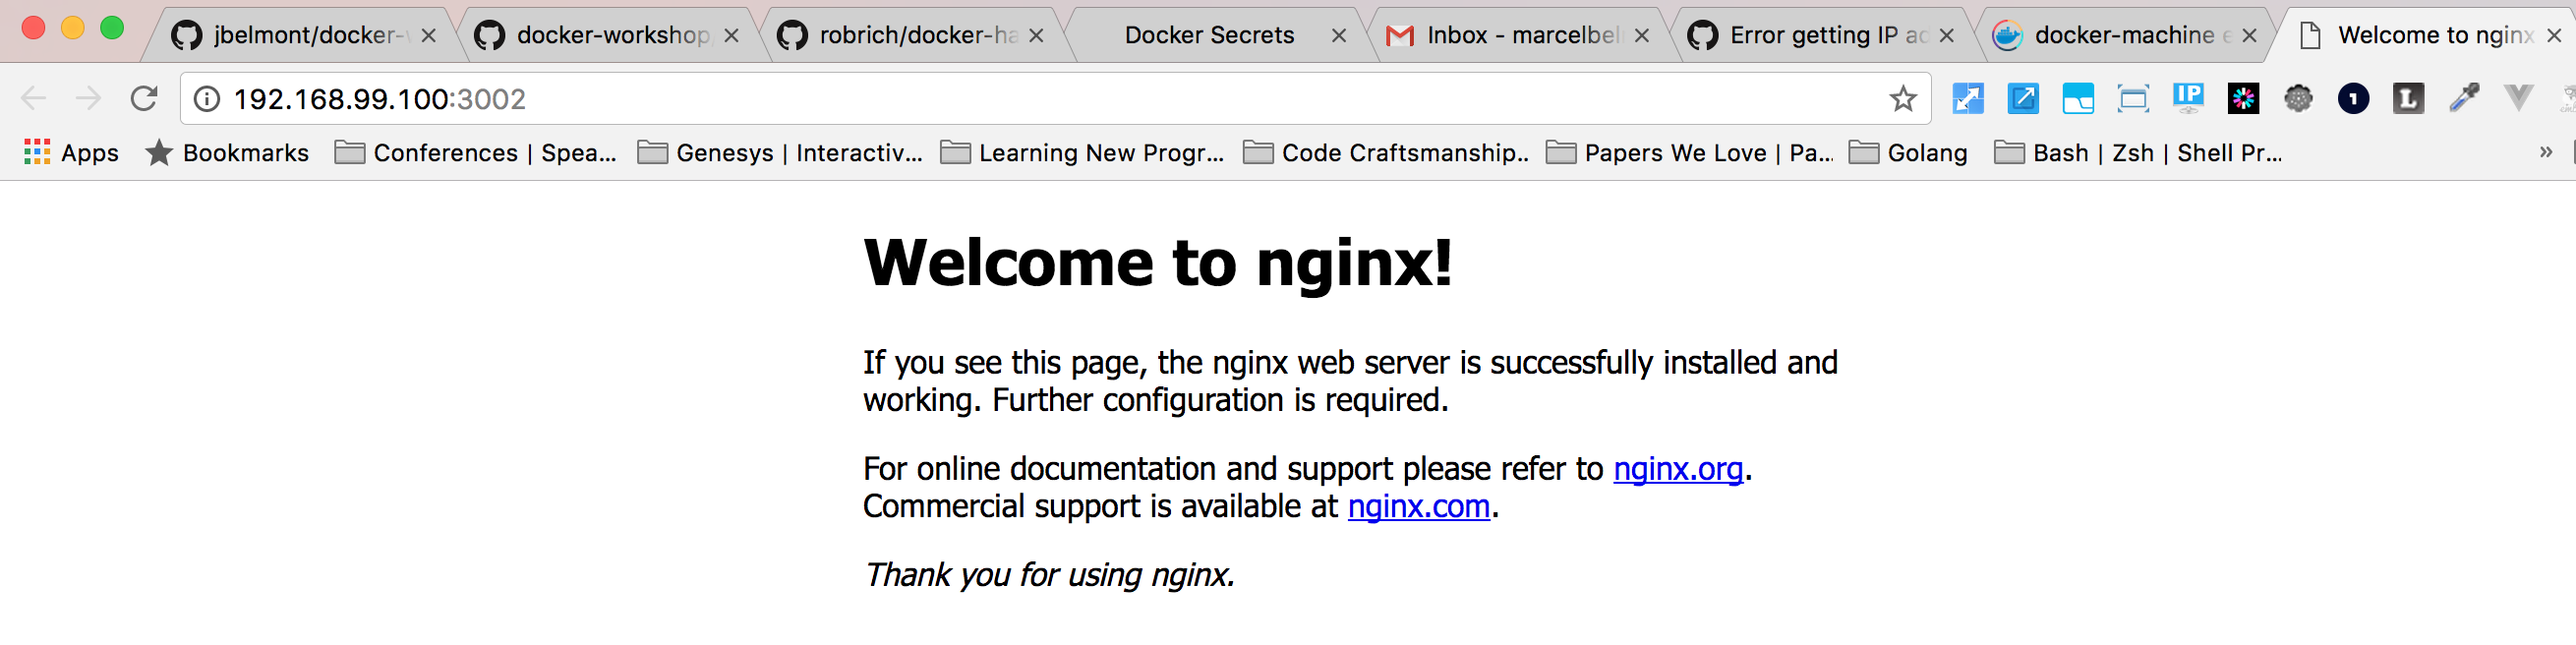 jbelmont/docker- docker-workshop robrich/docker-ha Docker Secrets Inbox - marcelbel Error getting IP ad docker-machine e Welcome to nginx
192.168.99.100:3002
IP 1 L
Apps Bookmarks Conferences | Spea... Genesys | Interactiv... Learning New Progr... Code Craftsmanship.. Papers We Love | Pa... Golang Bash | Zsh | Shell Pr... »
Welcome to nginx!
If you see this page, the nginx web server is successfully installed and
working. Further configuration is required.
For online documentation and support please refer to nginx.org.
Commercial support is available at nginx.com.
Thank you for using nginx.